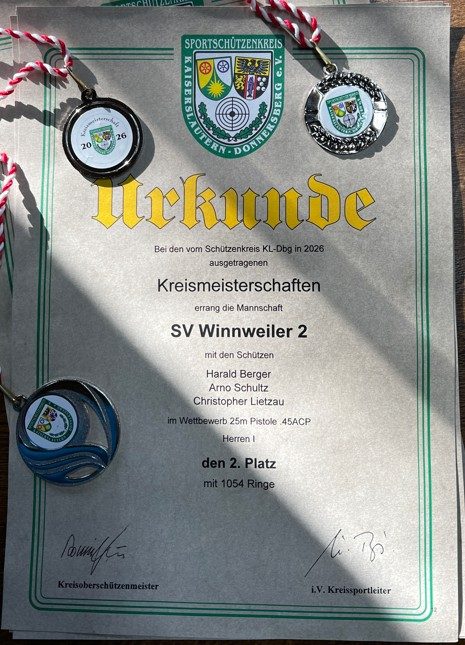 SPORTSCHÜTZENKREIS
KAISERSLAUTERN - DONNERSBERG e.V.
Kreismeisterschaft
2026
Urkunde
Bei den vom Schützenkreis KL-Dbg in 2026
ausgetragenen
Kreismeisterschaften
errang die Mannschaft
SV Winnweiler 2
mit den Schützen
Harald Berger
Arno Schultz
Christopher Lietzau
im Wettbewerb 25m Pistole .45ACP
Herren I
den 2. Platz
mit 1054 Ringe
Kreisoberschützenmeister
i.V. Kreissportleiter